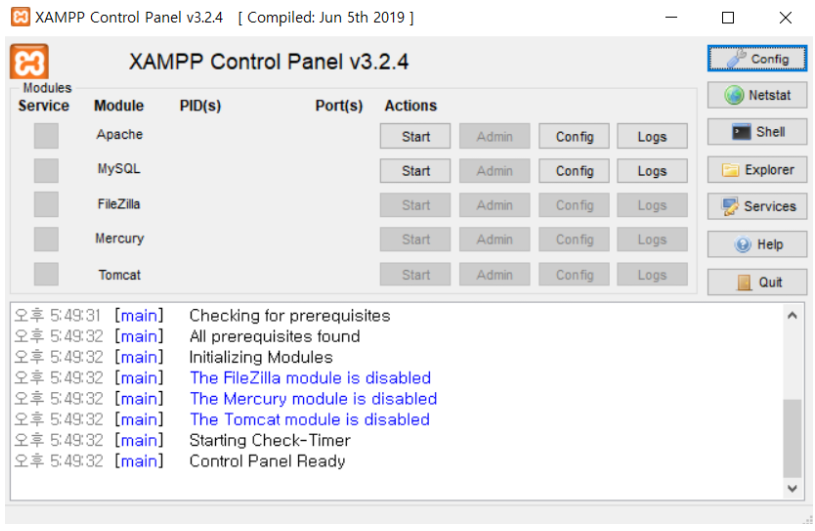 XAMPP Control Panel v3.2.4 [ Compiled: Jun 5th 2019 ]
XAMPP Control Panel v3.2.4
Config
Modules
Service Module PID(s) Port(s) Actions
Netstat
Apache Start Admin Config Logs
Shell
MySQL Start Admin Config Logs
Explorer
FileZilla Start Admin Config Logs
Services
Mercury Start Admin Config Logs
Help
Tomcat Start Admin Config Logs
Quit
오후 5:49:31 [main] Checking for prerequisites
오후 5:49:32 [main] All prerequisites found
오후 5:49:32 [main] Initializing Modules
오후 5:49:32 [main] The FileZilla module is disabled
오후 5:49:32 [main] The Mercury module is disabled
오후 5:49:32 [main] The Tomcat module is disabled
오후 5:49:32 [main] Starting Check-Timer
오후 5:49:32 [main] Control Panel Ready